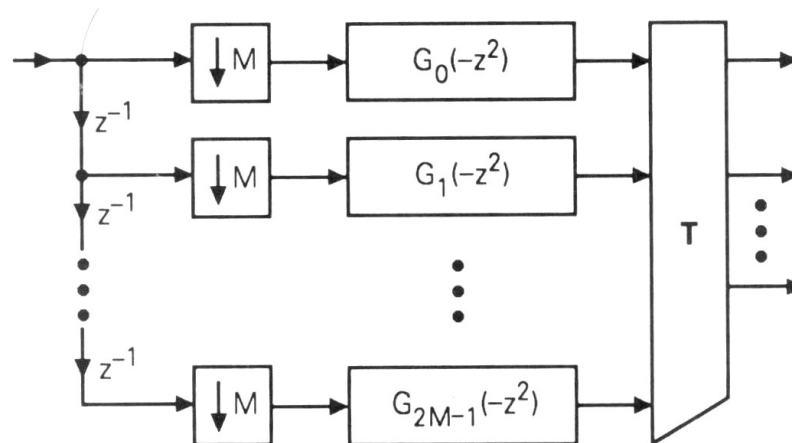 ↓ M G₀(-z²)
z⁻¹
↓ M G₁(-z²)
z⁻¹
T
z⁻¹
↓ M G₂M₋₁(-z²)